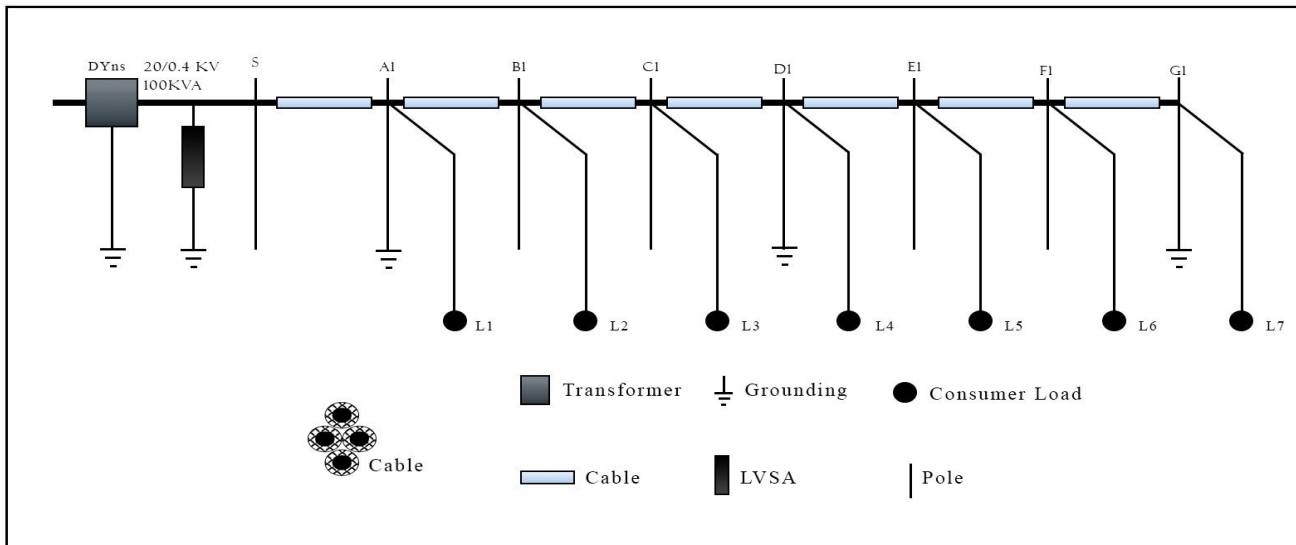 DYns 20/0.4 KV
100KVA
S
A1
B1
C1
D1
E1
F1
G1
L1
L2
L3
L4
L5
L6
L7
Transformer
Grounding
Consumer Load
Cable
Cable
LVSA
Pole